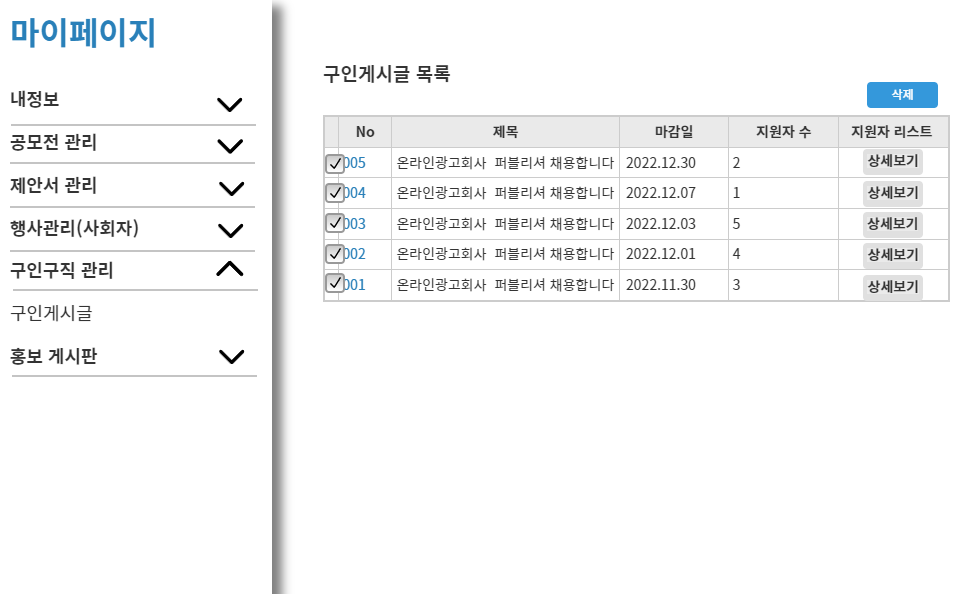 마이페이지
내정보
공모전 관리
제안서 관리
행사관리(사회자)
구인구직 관리
구인게시글
홍보 게시판
구인게시글 목록
삭제
No 제목 마감일 지원자 수 지원자 리스트
005 온라인광고회사 퍼블리셔 채용합니다 2022.12.30 2 상세보기
004 온라인광고회사 퍼블리셔 채용합니다 2022.12.07 1 상세보기
003 온라인광고회사 퍼블리셔 채용합니다 2022.12.03 5 상세보기
002 온라인광고회사 퍼블리셔 채용합니다 2022.12.01 4 상세보기
001 온라인광고회사 퍼블리셔 채용합니다 2022.11.30 3 상세보기